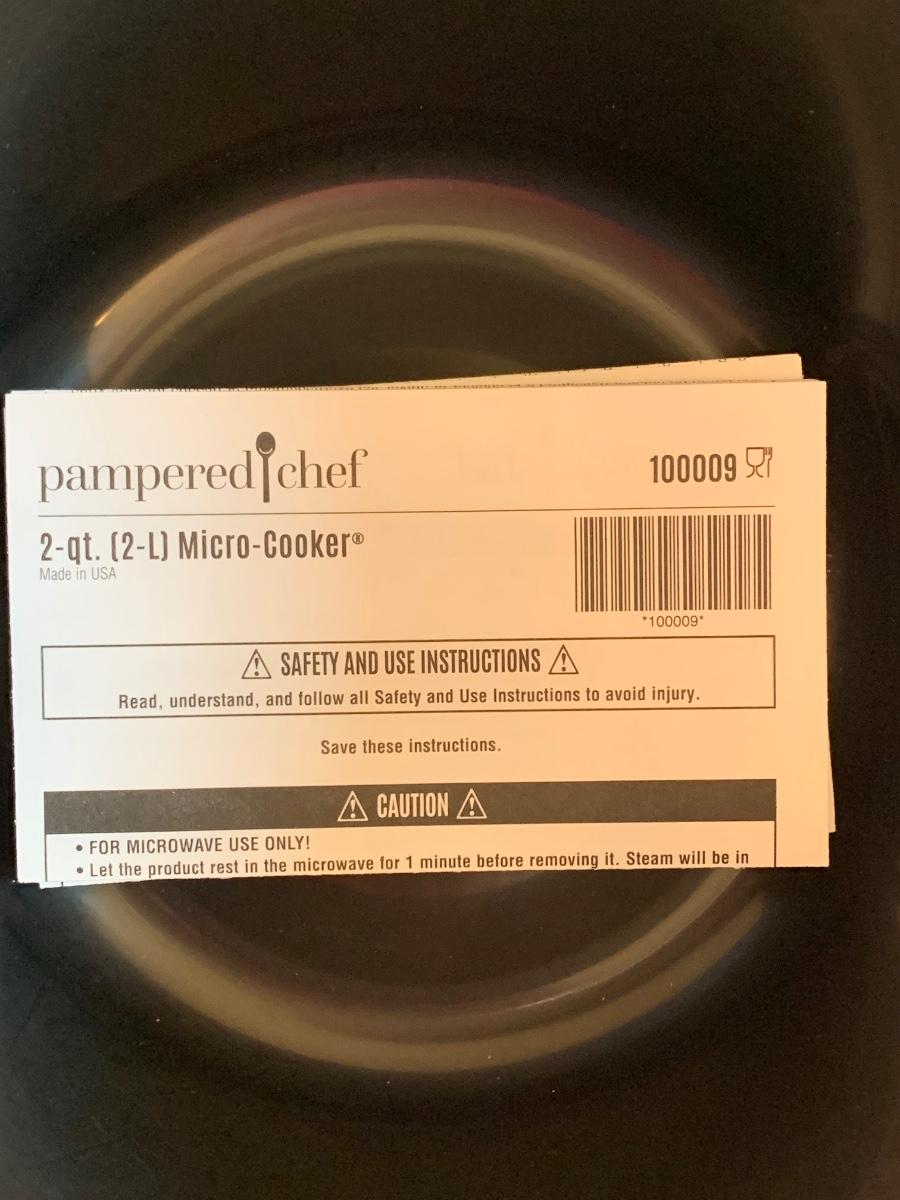 pampered chef
100009
2-qt. (2-L) Micro-Cooker®
Made in USA
*100009*
SAFETY AND USE INSTRUCTIONS
Read, understand, and follow all Safety and Use Instructions to avoid injury.
Save these instructions.
CAUTION
• FOR MICROWAVE USE ONLY!
• Let the product rest in the microwave for 1 minute before removing it. Steam will be in